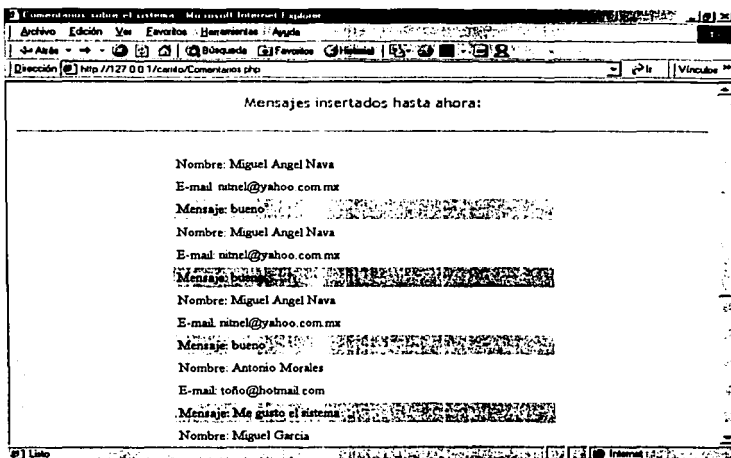 Comentarios sobre el sistema - Microsoft Internet Explorer
Archivo Edición Ver Favoritos Herramientas Ayuda
Atrás Búsqueda Favoritos Historial
Dirección http //127 0 0 1/carrito/Comentarios php Ir Vínculos »
Mensajes insertados hasta ahora:
Nombre: Miguel Angel Nava
E-mail: nitnel@yahoo.com.mx
Mensaje: bueno
Nombre: Miguel Angel Nava
E-mail: nitnel@yahoo.com.mx
Mensaje: bueno
Nombre: Miguel Angel Nava
E-mail: nitnel@yahoo.com.mx
Mensaje: bueno
Nombre: Antonio Morales
E-mail: toño@hotmail.com
Mensaje: Me gusto el sistema
Nombre: Miguel Garcia
Listo Internet